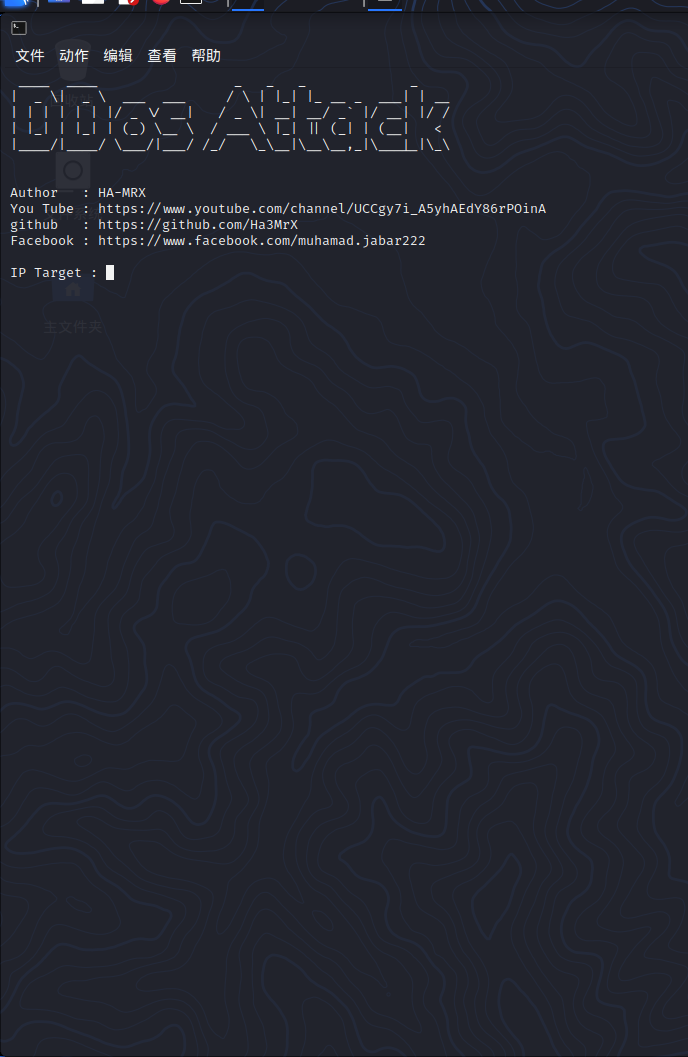 文件 动作 编辑 查看 帮助
DDos Attack
Author : HA-MRX
You Tube : https://www.youtube.com/channel/UCCgy7i_A5yhAEdY86rPOinA
github : https://github.com/Ha3MrX
Facebook : https://www.facebook.com/muhamad.jabar222
IP Target :
主文件夹